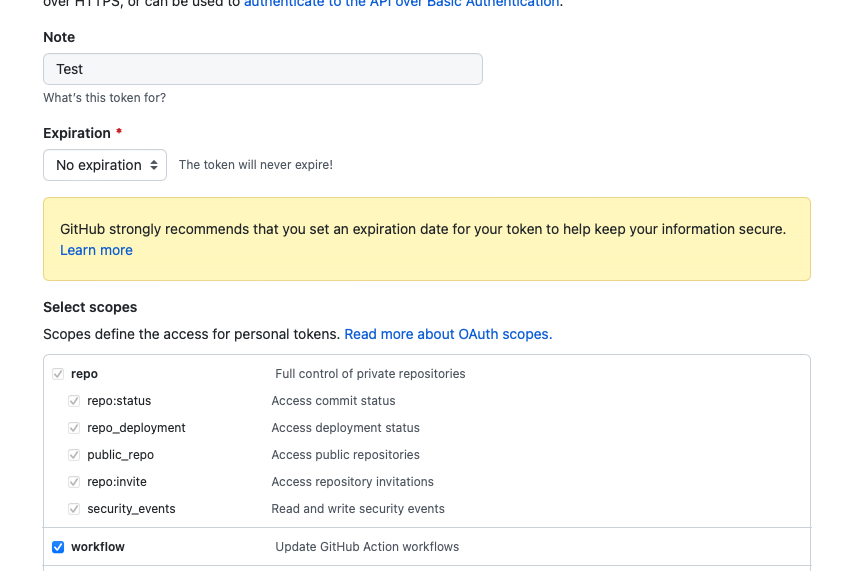 over HTTPS, or can be used to authenticate to the API over Basic Authentication.
Note
Test
What's this token for?
Expiration *
No expiration The token will never expire!
GitHub strongly recommends that you set an expiration date for your token to help keep your information secure.
Learn more
Select scopes
Scopes define the access for personal tokens. Read more about OAuth scopes.
repo Full control of private repositories
repo:status Access commit status
repo_deployment Access deployment status
public_repo Access public repositories
repo:invite Access repository invitations
security_events Read and write security events
workflow Update GitHub Action workflows